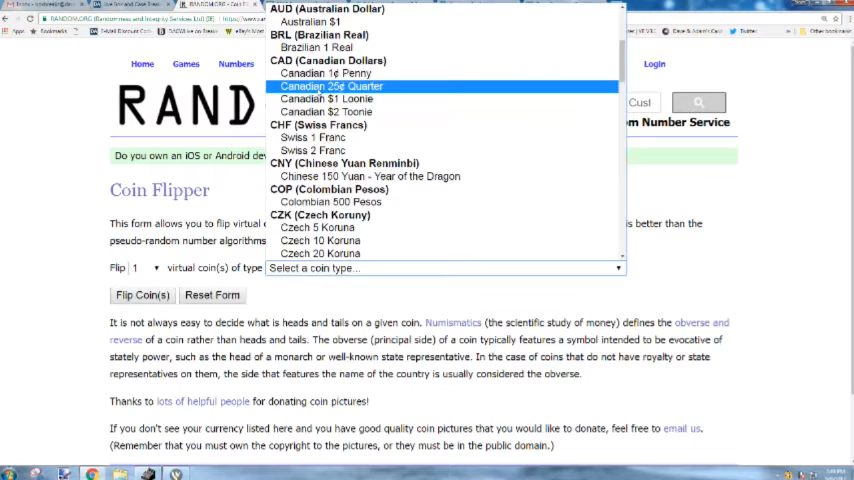 AUD (Australian Dollar)
Australian $1
BRL (Brazilian Real)
Brazilian 1 Real
CAD (Canadian Dollars)
Canadian 1¢ Penny
Canadian 25¢ Quarter
Canadian $1 Loonie
Canadian $2 Toonie
CHF (Swiss Francs)
Swiss 1 Franc
Swiss 2 Franc
CNY (Chinese Yuan Renminbi)
Chinese 150 Yuan - Year of the Dragon
COP (Colombian Pesos)
Colombian 500 Pesos
CZK (Czech Koruny)
Czech 5 Koruna
Czech 10 Koruna
Czech 20 Koruna
Apps
Twitter
Other bookmarks
Home Games Numbers Login
RAND
Cust
m Number Service
Do you own an iOS or Android dev
Coin Flipper
This form allows you to flip virtual is better than the
pseudo-random number algorithms
Flip 1 virtual coin(s) of type Select a coin type...
Flip Coin(s) Reset Form
It is not always easy to decide what is heads and tails on a given coin. Numismatics (the scientific study of money) defines the obverse and
reverse of a coin rather than heads and tails. The obverse (principal side) of a coin typically features a symbol intended to be evocative of
stately power, such as the head of a monarch or well-known state representative. In the case of coins that do not have royalty or state
representatives on them, the side that features the name of the country is usually considered the obverse.
Thanks to lots of helpful people for donating coin pictures!
If you don't see your currency listed here and you have good quality coin pictures that you would like to donate, feel free to email us.
(Remember that you must own the copyright to the pictures, or they must be in the public domain.)